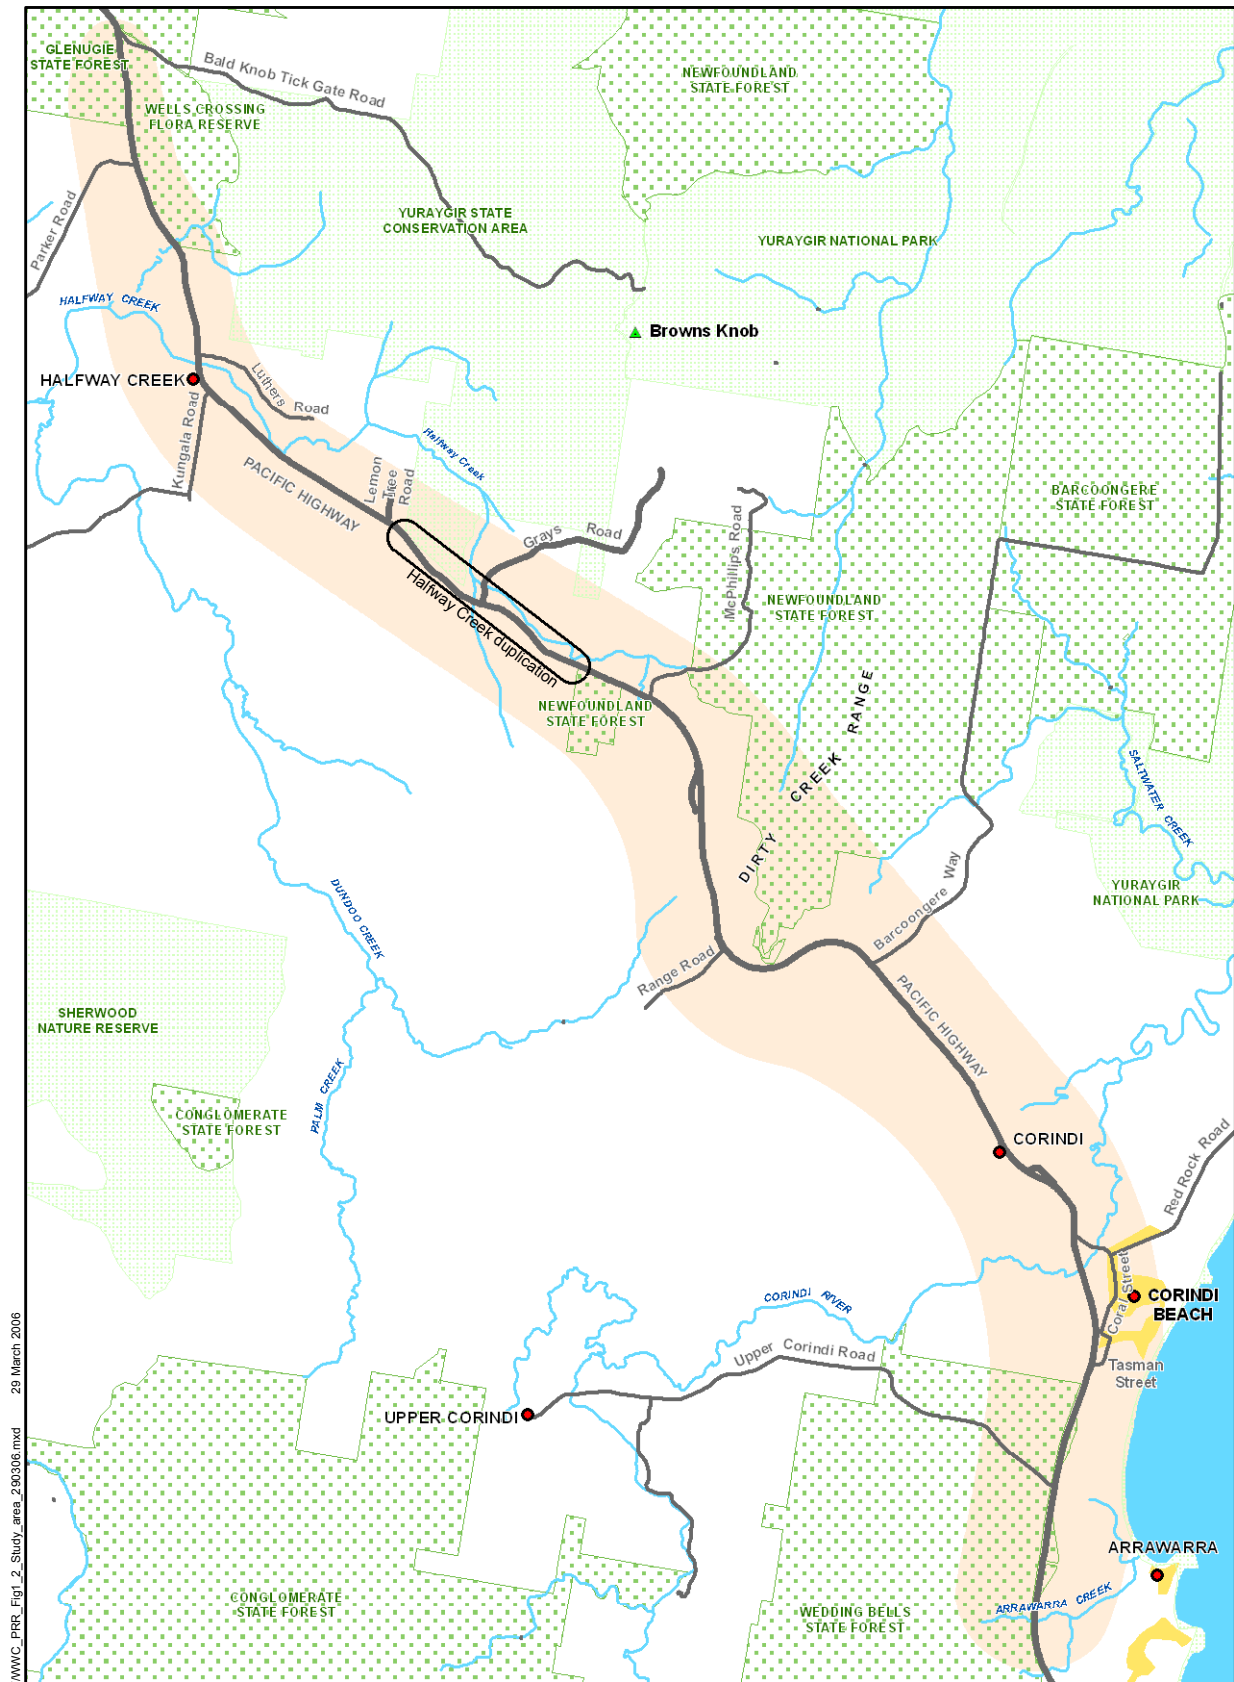 GLENUGIE
STATE FOREST
Bald Knob Tick Gate Road
NEWFOUNDLAND
STATE FOREST
WELLS CROSSING
FLORA RESERVE
Parker Road
YURAYGIR STATE
CONSERVATION AREA
YURAYGIR NATIONAL PARK
HALFWAY CREEK
Browns Knob
HALFWAY CREEK
Luthers Road
Kungala Road
PACIFIC HIGHWAY
Lemon
Tree
Road
Halfway Creek
Grays Road
McPhillips Road
BARCOONGERE
STATE FOREST
Halfway Creek duplication
NEWFOUNDLAND
STATE FOREST
NEWFOUNDLAND
STATE FOREST
DIRTY CREEK RANGE
SALTWATER CREEK
YURAYGIR
NATIONAL PARK
DUNDOO CREEK
Barcoongere Way
Range Road
PACIFIC HIGHWAY
SHERWOOD
NATURE RESERVE
PALM CREEK
CONGLOMERATE
STATE FOREST
CORINDI
Red Rock Road
Coral Street
CORINDI
BEACH
CORINDI RIVER
Upper Corindi Road
Tasman
Street
UPPER CORINDI
ARRAWARRA
ARRAWARRA CREEK
CONGLOMERATE
STATE FOREST
WEDDING BELLS
STATE FOREST
/WWC_PRR_Fig1_2_Study_area_290306.mxd 29 March 2006